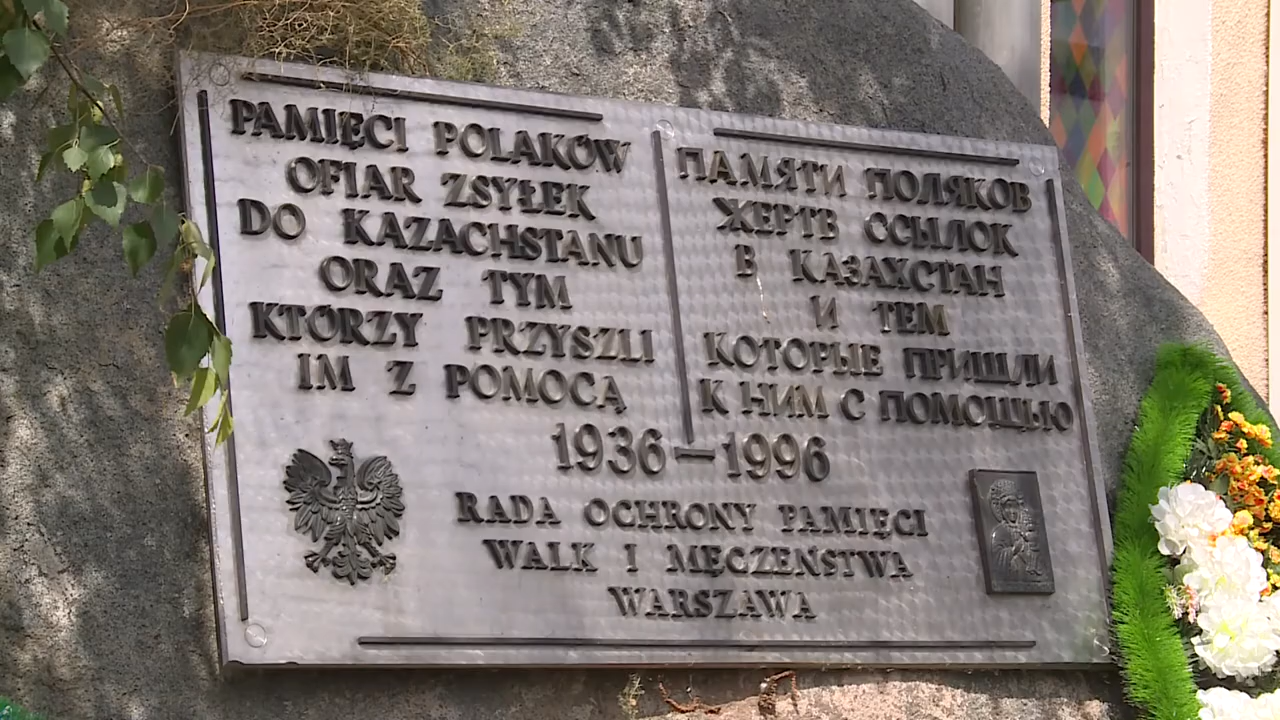 PAMIĘCI POLAKÓW
OFIAR ZSYŁEK
DO KAZACHSTANU
ORAZ TYM
KTÓRZY PRZYSZLI
IM Z POMOCĄ
ПАМЯТИ ПОЛЯКОВ
ЖЕРТВ ССЫЛОК
В КАЗАХСТАН
И ТЕМ
КОТОРЫЕ ПРИШЛИ
К НИМ С ПОМОЩЬЮ
1936-1996
RADA OCHRONY PAMIĘCI
WALK I MĘCZEŃSTWA
WARSZAWA